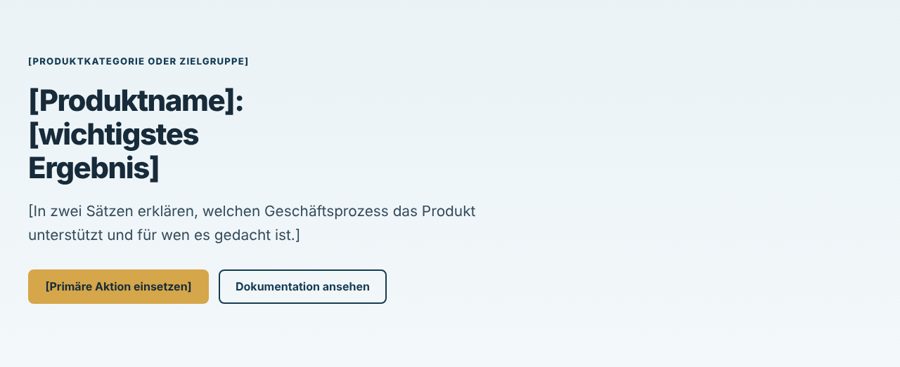 [PRODUKTKATEGORIE ODER ZIELGRUPPE]
[Produktname]:
[wichtigstes
Ergebnis]
[In zwei Sätzen erklären, welchen Geschäftsprozess das Produkt
unterstützt und für wen es gedacht ist.]
[Primäre Aktion einsetzen] Dokumentation ansehen